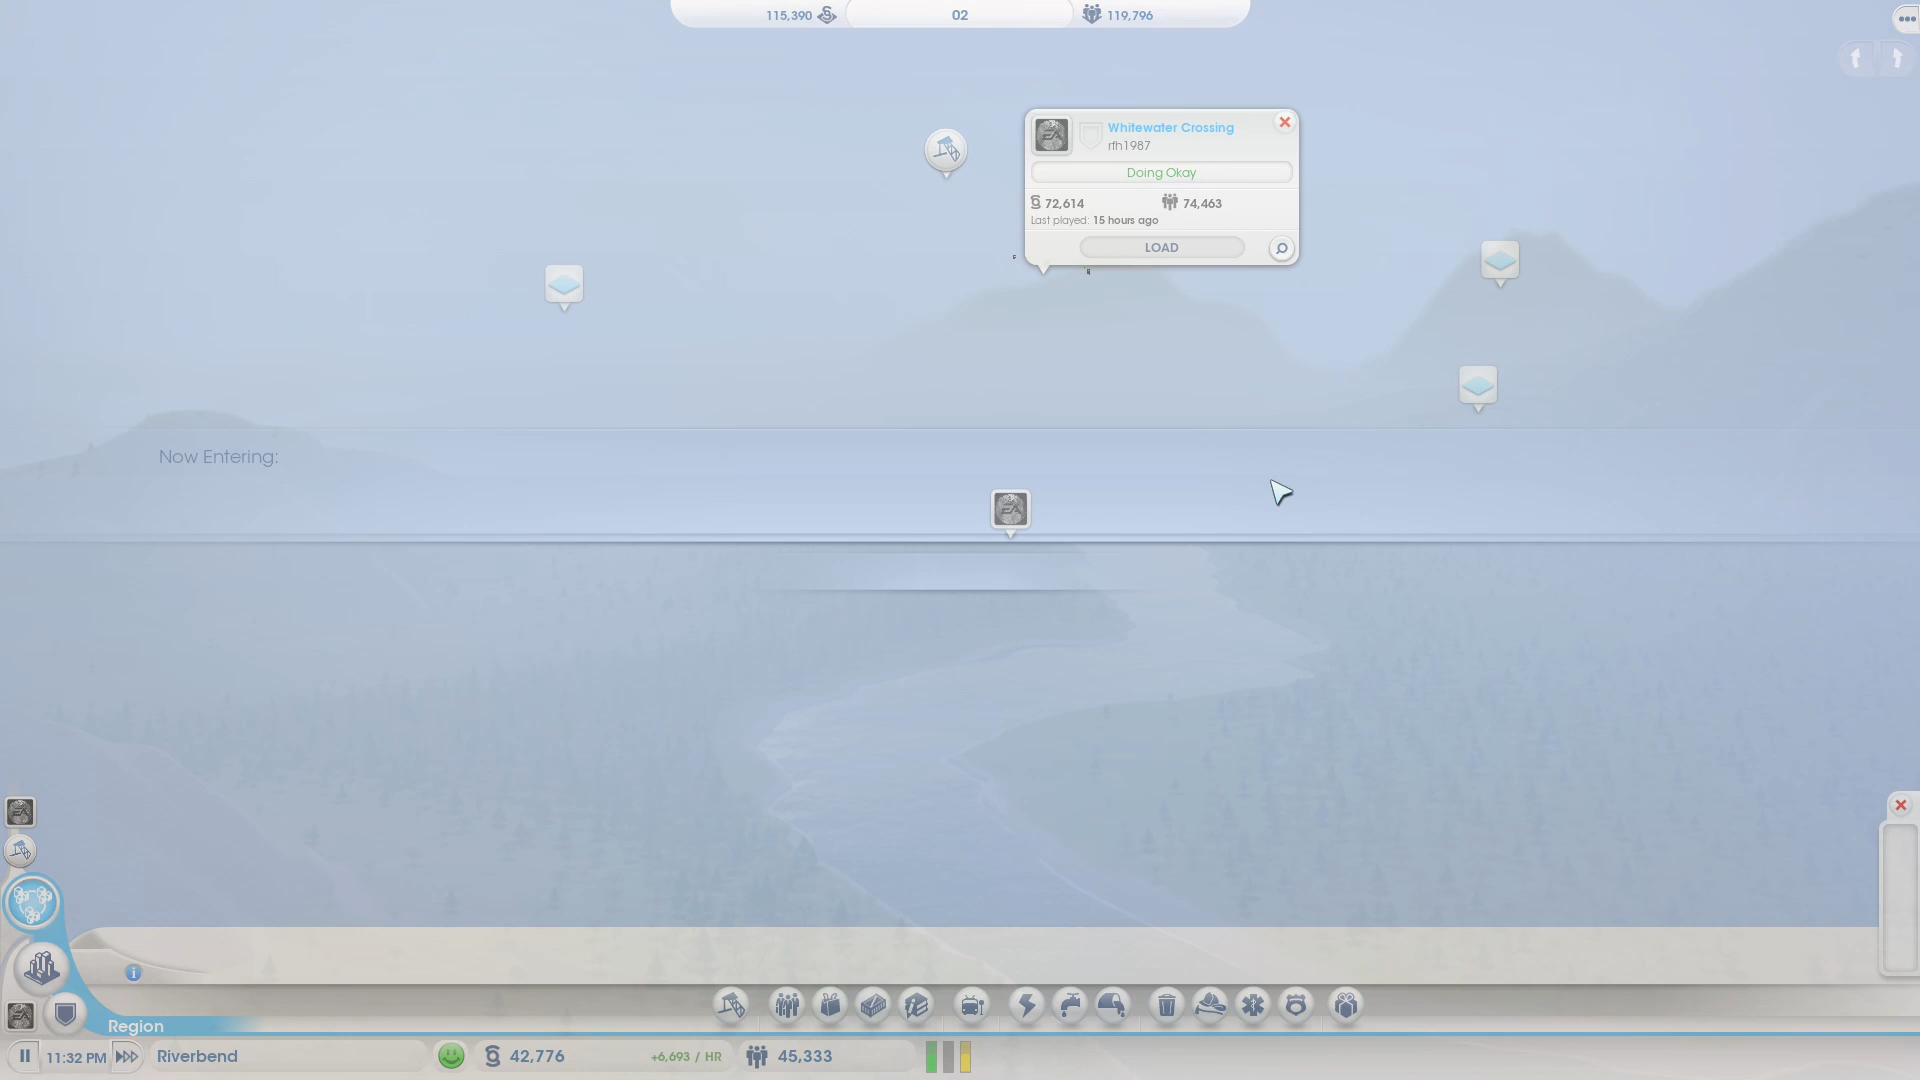 115,390
02
119,796
Whitewater Crossing
rfh1987
Doing Okay
72,614
74,463
Last played: 15 hours ago
LOAD
Now Entering:
EA
Region
11:32 PM
Riverbend
42,776
+6,693 / HR
45,333